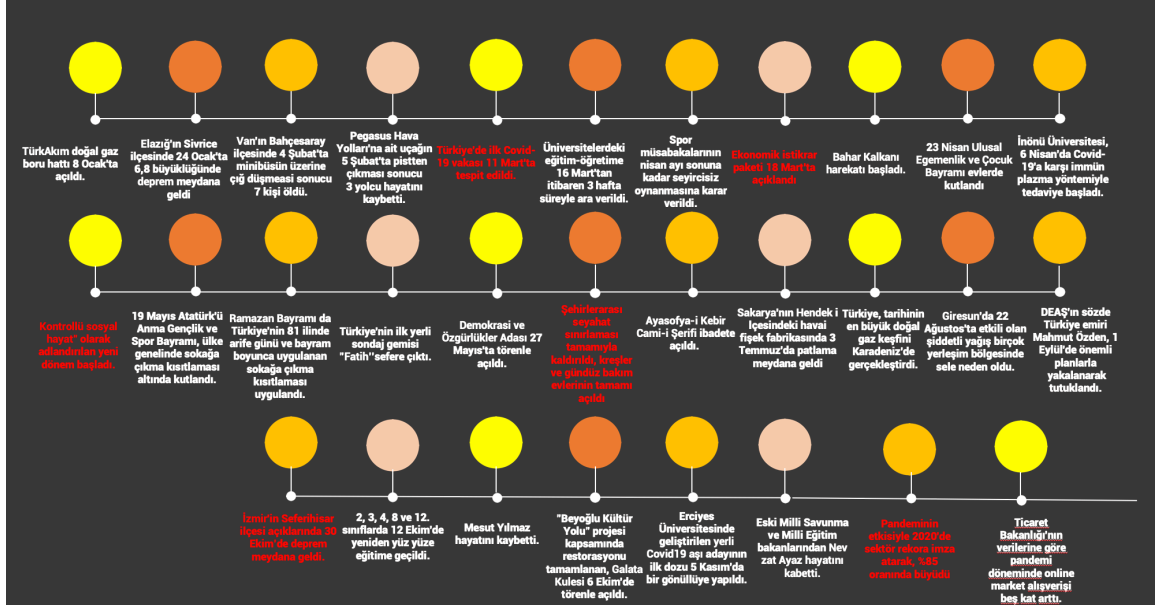 TürkAkım doğal gaz
boru hattı 8 Ocak'ta
açıldı.
Elazığ'ın Sivrice
ilçesinde 24 Ocak'ta
6,8 büyüklüğünde
deprem meydana
geldi
Van'ın Bahçesaray
ilçesinde 4 Şubat'ta
minibüsün üzerine
çığ düşmesi sonucu
7 kişi öldü.
Pegasus Hava
Yolları'na ait uçağın
5 Şubat'ta pistten
çıkması sonucu
3 yolcu hayatını
kaybetti.
Türkiye'de ilk Covid-
19 vakası 11 Mart'ta
tespit edildi.
Üniversitelerdeki
eğitim-öğretime
16 Mart'tan
itibaren 3 hafta
süreyle ara verildi.
Spor
müsabakalarının
nisan ayı sonuna
kadar seyircisiz
oynanmasına karar
verildi.
Ekonomik istikrar
paketi 18 Mart'ta
açıklandı
Bahar Kalkanı
harekatı başladı.
23 Nisan Ulusal
Egemenlik ve Çocuk
Bayramı evlerde
kutlandı
İnönü Üniversitesi,
6 Nisan'da Covid-
19'a karşı immün
plazma yöntemiyle
tedaviye başladı.
Kontrollü sosyal
hayat" olarak
adlandırılan yeni
dönem başladı.
19 Mayıs Atatürk'ü
Anma Gençlik ve
Spor Bayramı, ülke
genelinde sokağa
çıkma kısıtlaması
altında kutlandı.
Ramazan Bayramı da
Türkiye'nin 81 ilinde
arife günü ve bayram
boyunca uygulanan
sokağa çıkma
kısıtlaması
uygulandı.
Türkiye'nin ilk yerli
sondaj gemisi
"Fatih''sefere çıktı.
Demokrasi ve
Özgürlükler Adası 27
Mayıs'ta törenle
açıldı.
Şehirlerarası
seyahat
sınırlaması
tamamıyla
kaldırıldı, kreşler
ve gündüz bakım
evlerinin tamamı
açıldı
Ayasofya-i Kebir
Cami-i Şerifi ibadete
açıldı.
Sakarya'nın Hendek i
lçesindeki havai
fişek fabrikasında 3
Temmuz'da patlama
meydana geldi
Türkiye, tarihinin
en büyük doğal
gaz keşfini
Karadeniz'de
gerçekleştirdi.
Giresun'da 22
Ağustos'ta etkili olan
şiddetli yağış birçok
yerleşim bölgesinde
sele neden oldu.
DEAŞ'ın sözde
Türkiye emiri
Mahmut Özden, 1
Eylül'de önemli
planlarla
yakalanarak
tutuklandı.
İzmir'in Seferihisar
ilçesi açıklarında 30
Ekim'de deprem
meydana geldi.
2, 3, 4, 8 ve 12.
sınıflarda 12 Ekim'de
yeniden yüz yüze
eğitime geçildi.
Mesut Yılmaz
hayatını kaybetti.
"Beyoğlu Kültür
Yolu" projesi
kapsamında
restorasyonu
tamamlanan, Galata
Kulesi 6 Ekim'de
törenle açıldı.
Erciyes
Üniversitesinde
geliştirilen yerli
Covid19 aşı adayının
ilk dozu 5 Kasım'da
bir gönüllüye yapıldı.
Eski Milli Savunma
ve Milli Eğitim
bakanlarından Nev
zat Ayaz hayatını
kabetti.
Pandeminin
etkisiyle 2020'de
sektör rekora imza
atarak, %85
oranında büyüdü
Ticaret
Bakanlığı'nın
verilerine göre
pandemi
döneminde online
market alışverişi
beş kat arttı.